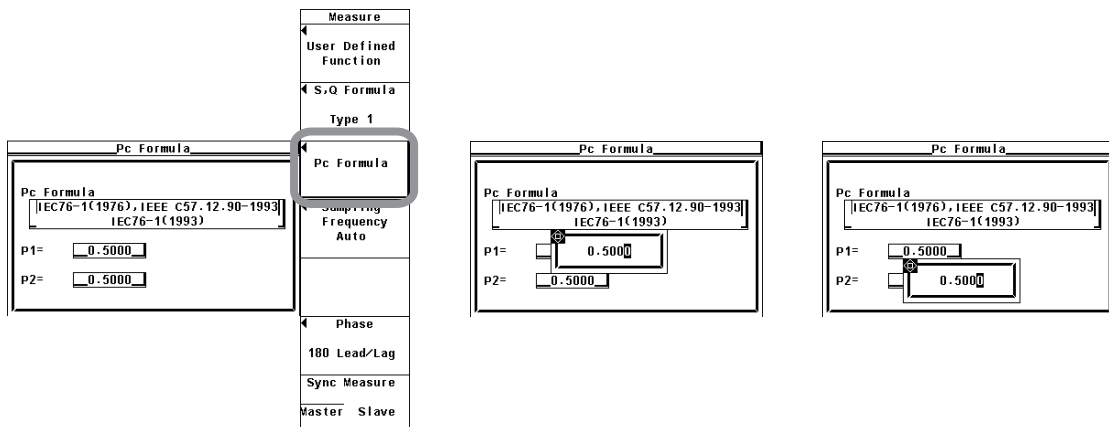 Measure
User Defined
Function
S,Q Formula
Type 1
Pc Formula
Sampling
Frequency
Auto
Phase
180 Lead/Lag
Sync Measure
Master Slave
Pc Formula
Pc Formula
IEC76-1(1976), IEEE C57.12.90-1993
IEC76-1(1993)
P1= 0.5000
P2= 0.5000
Pc Formula
Pc Formula
IEC76-1(1976), IEEE C57.12.90-1993
IEC76-1(1993)
P1= 0.5000
P2= 0.5000
Pc Formula
Pc Formula
IEC76-1(1976), IEEE C57.12.90-1993
IEC76-1(1993)
P1= 0.5000
P2= 0.5000